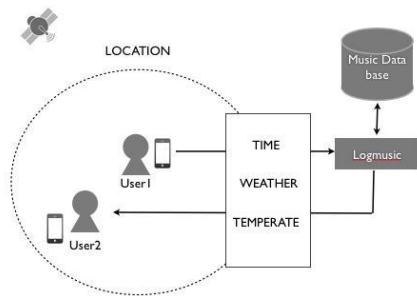 LOCATION
Music Data
base
TIME
Logmusic
User1
WEATHER
TEMPERATE
User2